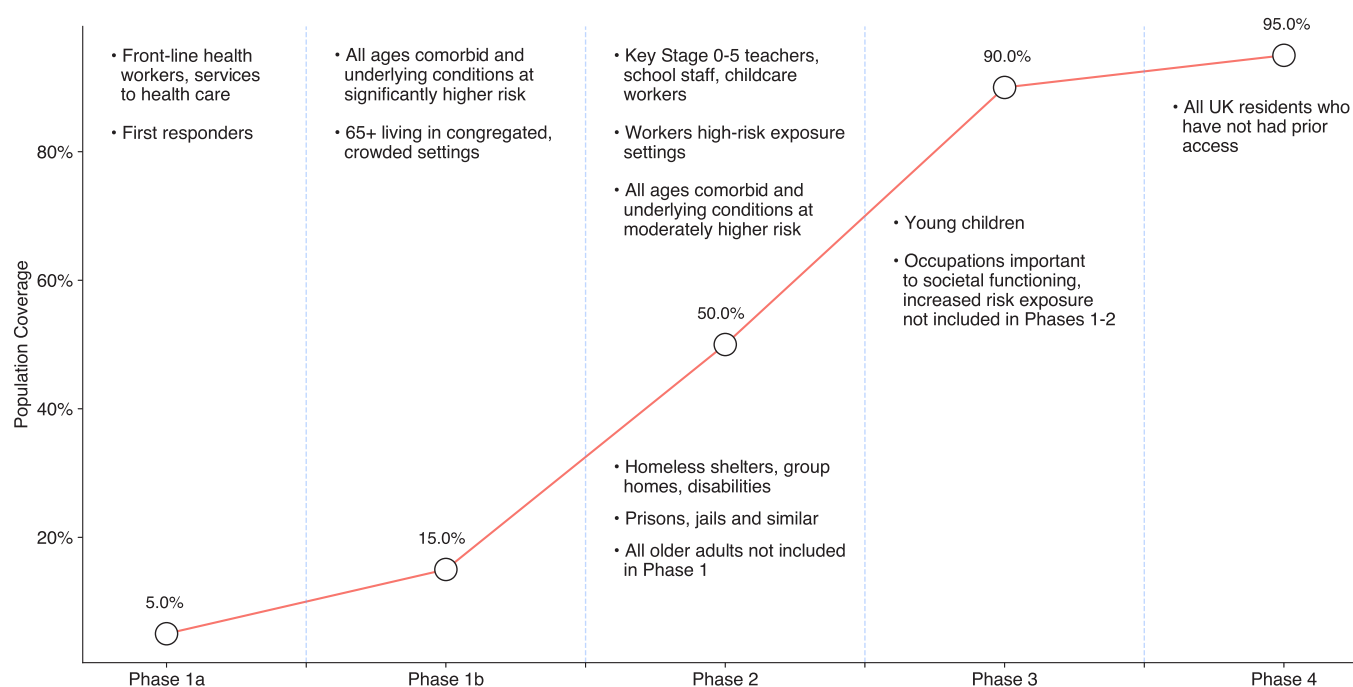 95.0%
• Front-line health
workers, services
to health care
• First responders
• All ages comorbid and
underlying conditions at
significantly higher risk
• 65+ living in congregated,
crowded settings
• Key Stage 0-5 teachers,
school staff, childcare
workers
• Workers high-risk exposure
settings
• All ages comorbid and
underlying conditions at
moderately higher risk
90.0%
• All UK residents who
have not had prior
access
• Young children
• Occupations important
to societal functioning,
increased risk exposure
not included in Phases 1-2
50.0%
• Homeless shelters, group
homes, disabilities
• Prisons, jails and similar
• All older adults not included
in Phase 1
15.0%
5.0%
80%
60%
40%
20%
Population Coverage
Phase 1a
Phase 1b
Phase 2
Phase 3
Phase 4